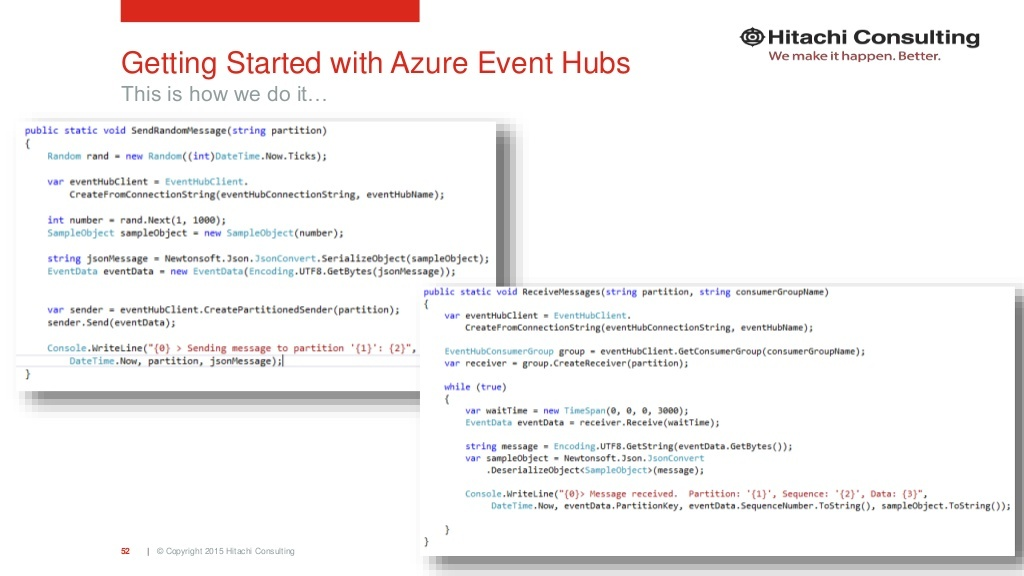 Hitachi Consulting
We make it happen. Better.
Getting Started with Azure Event Hubs
This is how we do it…
public static void SendRandomMessage(string partition)
{
Random rand = new Random((int)DateTime.Now.Ticks);
var eventHubClient = EventHubClient.
CreateFromConnectionString(eventHubConnectionString, eventHubName);
int number = rand.Next(1, 1000);
SampleObject sampleObject = new SampleObject(number);
string jsonMessage = Newtonsoft.Json.JsonConvert.SerializeObject(sampleObject);
EventData eventData = new EventData(Encoding.UTF8.GetBytes(jsonMessage));
var sender = eventHubClient.CreatePartitionedSender(partition);
sender.Send(eventData);
Console.WriteLine("{0} > Sending message to partition '{1}': {2}",
DateTime.Now, partition, jsonMessage);
}
public static void ReceiveMessages(string partition, string consumerGroupName)
{
var eventHubClient = EventHubClient.
CreateFromConnectionString(eventHubConnectionString, eventHubName);
EventHubConsumerGroup group = eventHubClient.GetConsumerGroup(consumerGroupName);
var receiver = group.CreateReceiver(partition);
while (true)
{
var waitTime = new TimeSpan(0, 0, 0, 3000);
EventData eventData = receiver.Receive(waitTime);
string message = Encoding.UTF8.GetString(eventData.GetBytes());
var sampleObject = Newtonsoft.Json.JsonConvert
.DeserializeObject<SampleObject>(message);
Console.WriteLine("{0}> Message received.  Partition: '{1}', Sequence: '{2}', Data: {3}",
DateTime.Now, eventData.PartitionKey, eventData.SequenceNumber.ToString(), sampleObject.ToString());
}
}
52 | © Copyright 2015 Hitachi Consulting